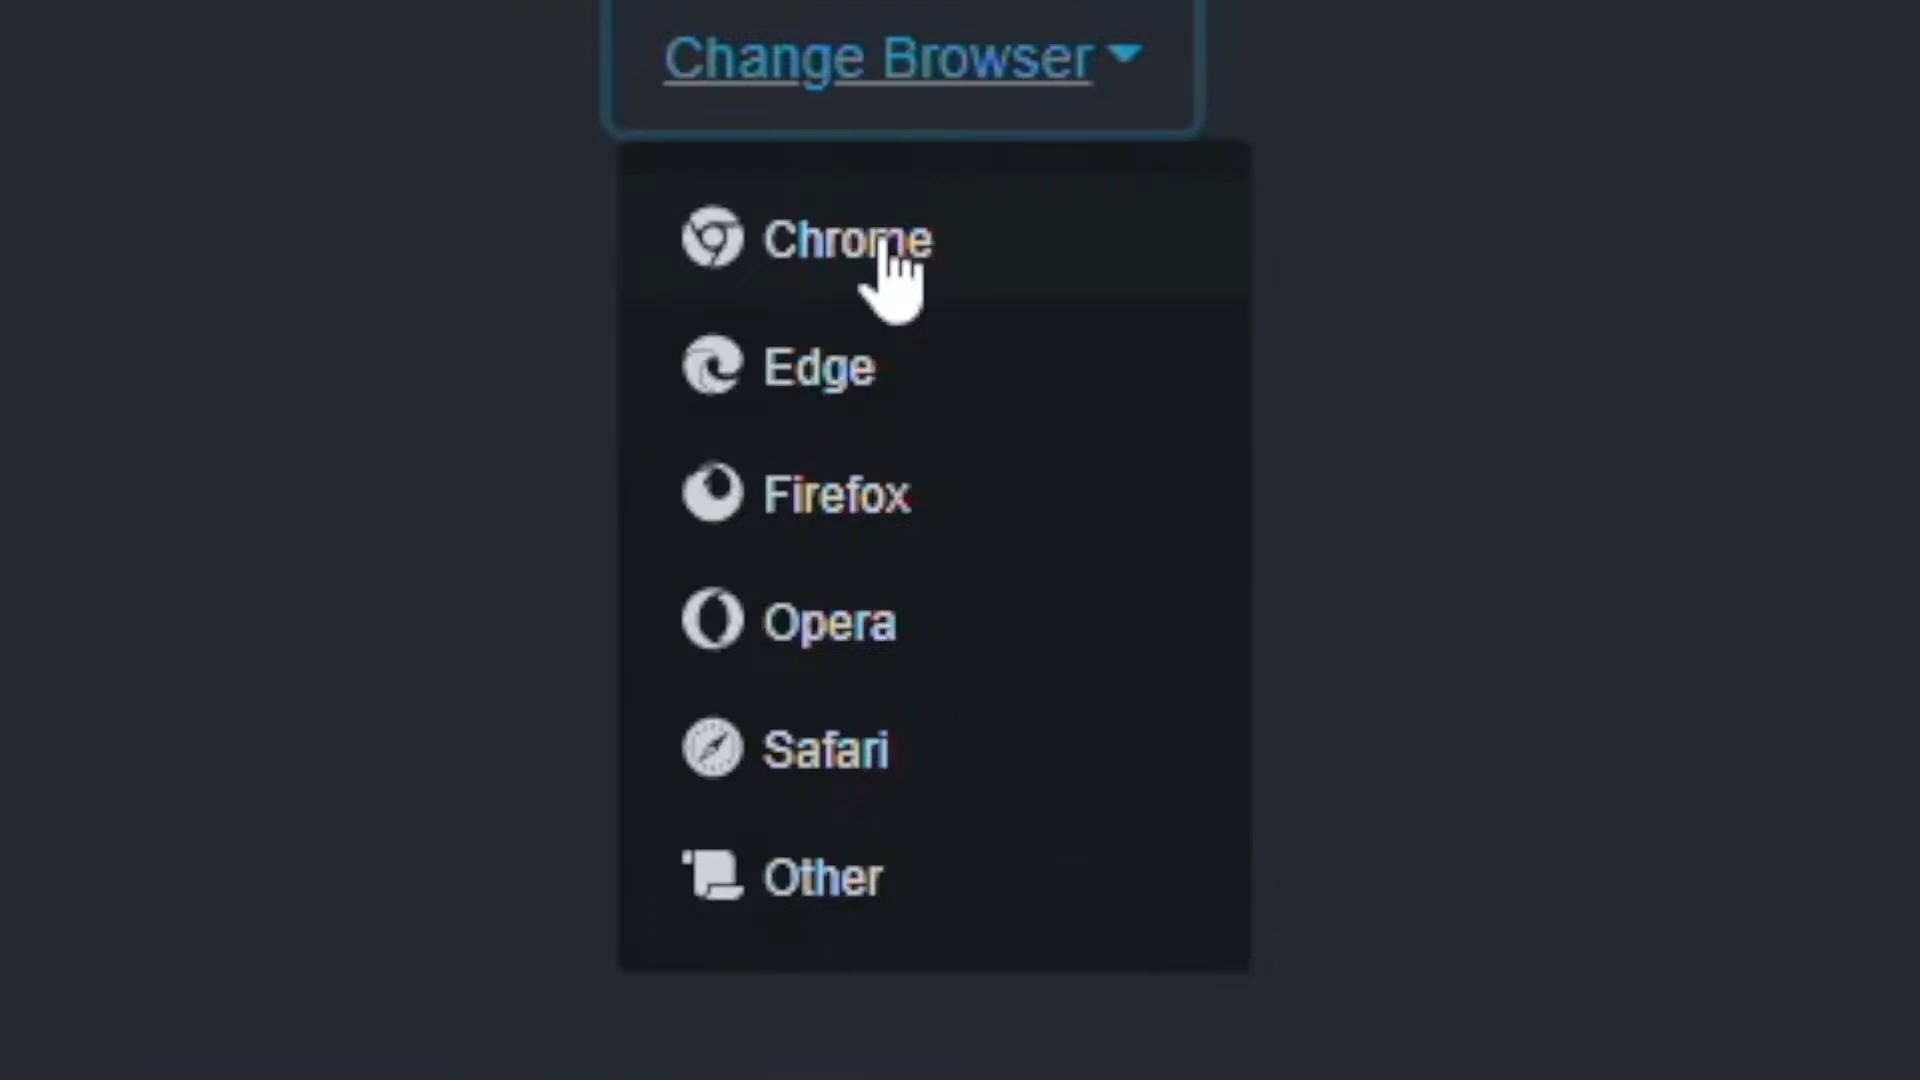 Change Browser
Chrome
Edge
Firefox
Opera
Safari
Other